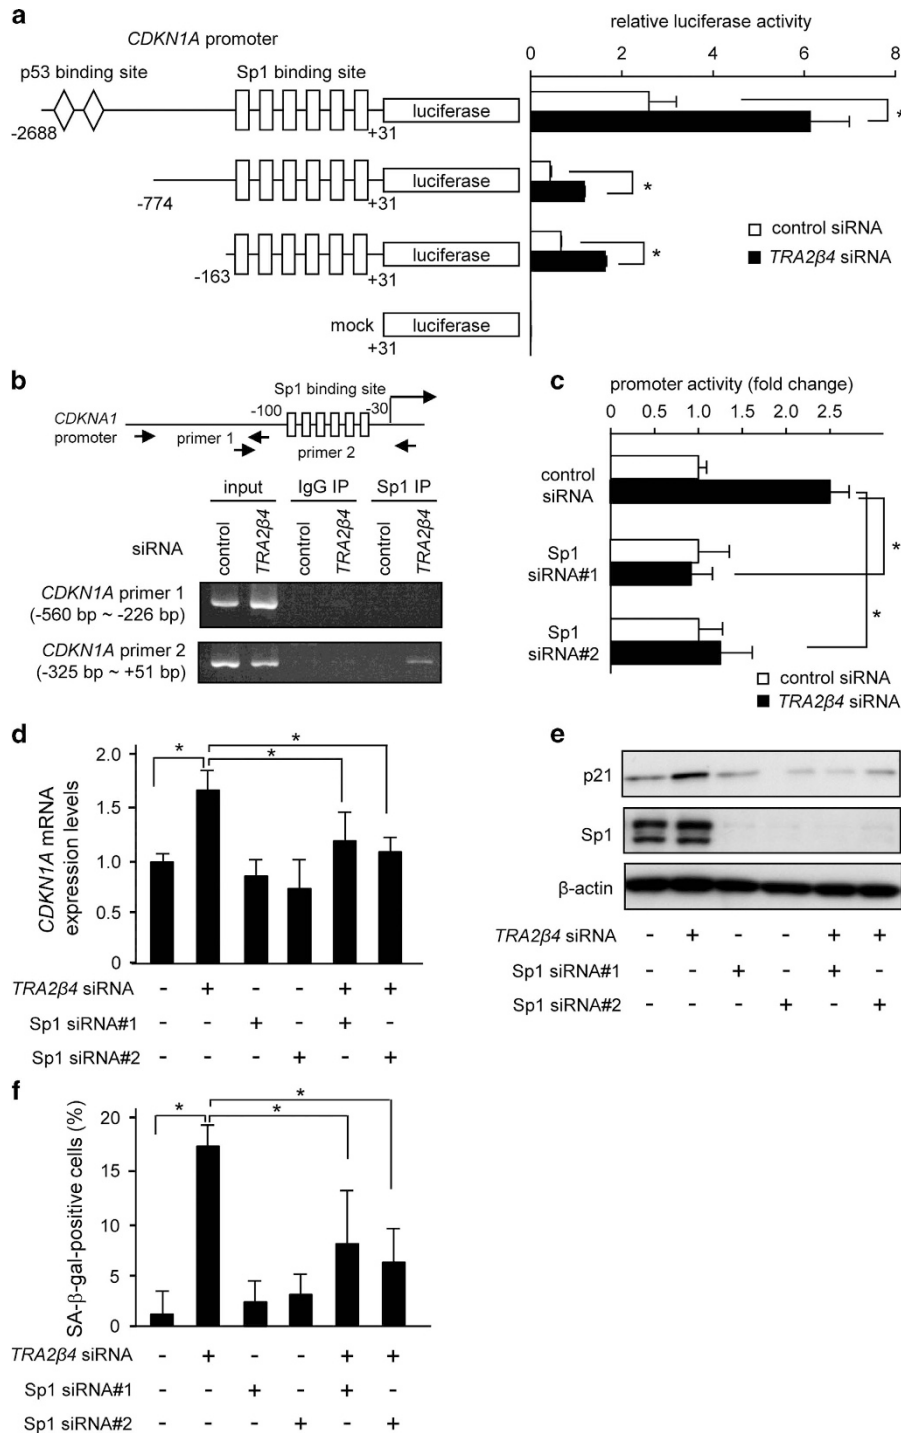 a
relative luciferase activity
CDKN1A promoter
0 2 4 6 8
p53 binding site Sp1 binding site
-2688 +31 luciferase *
-774 +31 luciferase *
control siRNA
TRA2β4 siRNA
-163 +31 luciferase *
mock luciferase
+31
b
Sp1 binding site
-100 -30
CDKNA1
promoter
primer 1
primer 2
input IgG IP Sp1 IP
siRNA control TRA2β4 control TRA2β4 control TRA2β4
CDKN1A primer 1
(-560 bp ~ -226 bp)
CDKN1A primer 2
(-325 bp ~ +51 bp)
c
promoter activity (fold change)
0 0.5 1.0 1.5 2.0 2.5
control
siRNA
Sp1
siRNA#1
*
Sp1
siRNA#2
*
control siRNA
TRA2β4 siRNA
d
CDKN1A mRNA
expression levels
2.0
1.5
1.0
0.5
0
* * *
TRA2β4 siRNA - + - - + +
Sp1 siRNA#1 - - + - + -
Sp1 siRNA#2 - - - + - +
e
p21
Sp1
β-actin
TRA2β4 siRNA - + - - + +
Sp1 siRNA#1 - - + - + -
Sp1 siRNA#2 - - - + - +
f
SA-β-gal-positive cells (%)
20
15
10
5
0
* * *
TRA2β4 siRNA - + - - + +
Sp1 siRNA#1 - - + - + -
Sp1 siRNA#2 - - - + - +